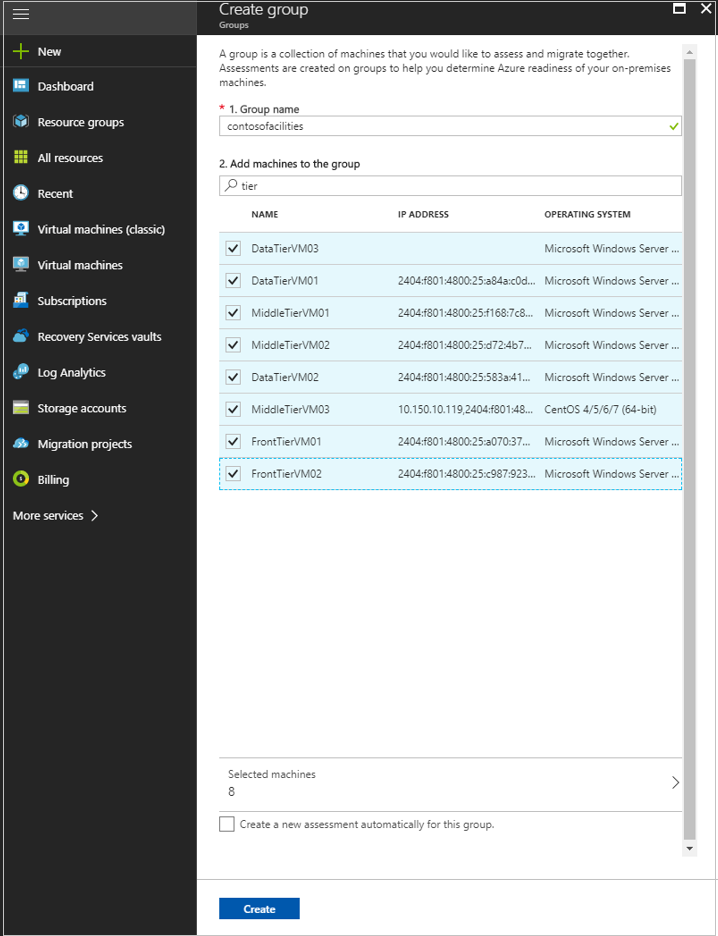 Create group
Groups
New
Dashboard
Resource groups
All resources
Recent
Virtual machines (classic)
Virtual machines
Subscriptions
Recovery Services vaults
Log Analytics
Storage accounts
Migration projects
Billing
More services
A group is a collection of machines that you would like to assess and migrate together.
Assessments are created on groups to help you determine Azure readiness of your on-premises
machines.
* 1. Group name
contosofacilities
2. Add machines to the group
tier
NAME IP ADDRESS OPERATING SYSTEM
DataTierVM03 Microsoft Windows Server ...
DataTierVM01 2404:f801:4800:25:a84a:c0d... Microsoft Windows Server ...
MiddleTierVM01 2404:f801:4800:25:f168:7c8... Microsoft Windows Server ...
MiddleTierVM02 2404:f801:4800:25:d72:4b7... Microsoft Windows Server ...
DataTierVM02 2404:f801:4800:25:583a:41... Microsoft Windows Server ...
MiddleTierVM03 10.150.10.119,2404:f801:48... CentOS 4/5/6/7 (64-bit)
FrontTierVM01 2404:f801:4800:25:a070:37... Microsoft Windows Server ...
FrontTierVM02 2404:f801:4800:25:c987:923... Microsoft Windows Server ...
Selected machines
8
Create a new assessment automatically for this group.
Create